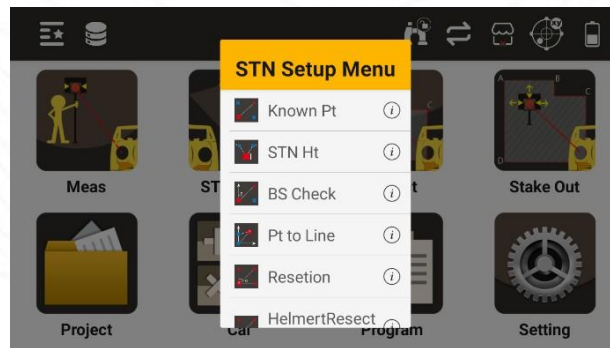 STN Setup Menu
Known Pt
STN Ht
BS Check
Pt to Line
Resetion
HelmertResect
Meas
ST
t
Stake Out
A
B
C
D
Project
Cal
Program
Setting